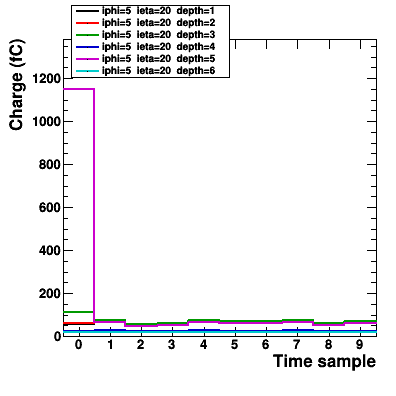 iphi=5 ieta=20 depth=1
iphi=5 ieta=20 depth=2
iphi=5 ieta=20 depth=3
iphi=5 ieta=20 depth=4
iphi=5 ieta=20 depth=5
iphi=5 ieta=20 depth=6
Charge (fC)
1200
1000
800
600
400
200
0
0 1 2 3 4 5 6 7 8 9
Time sample